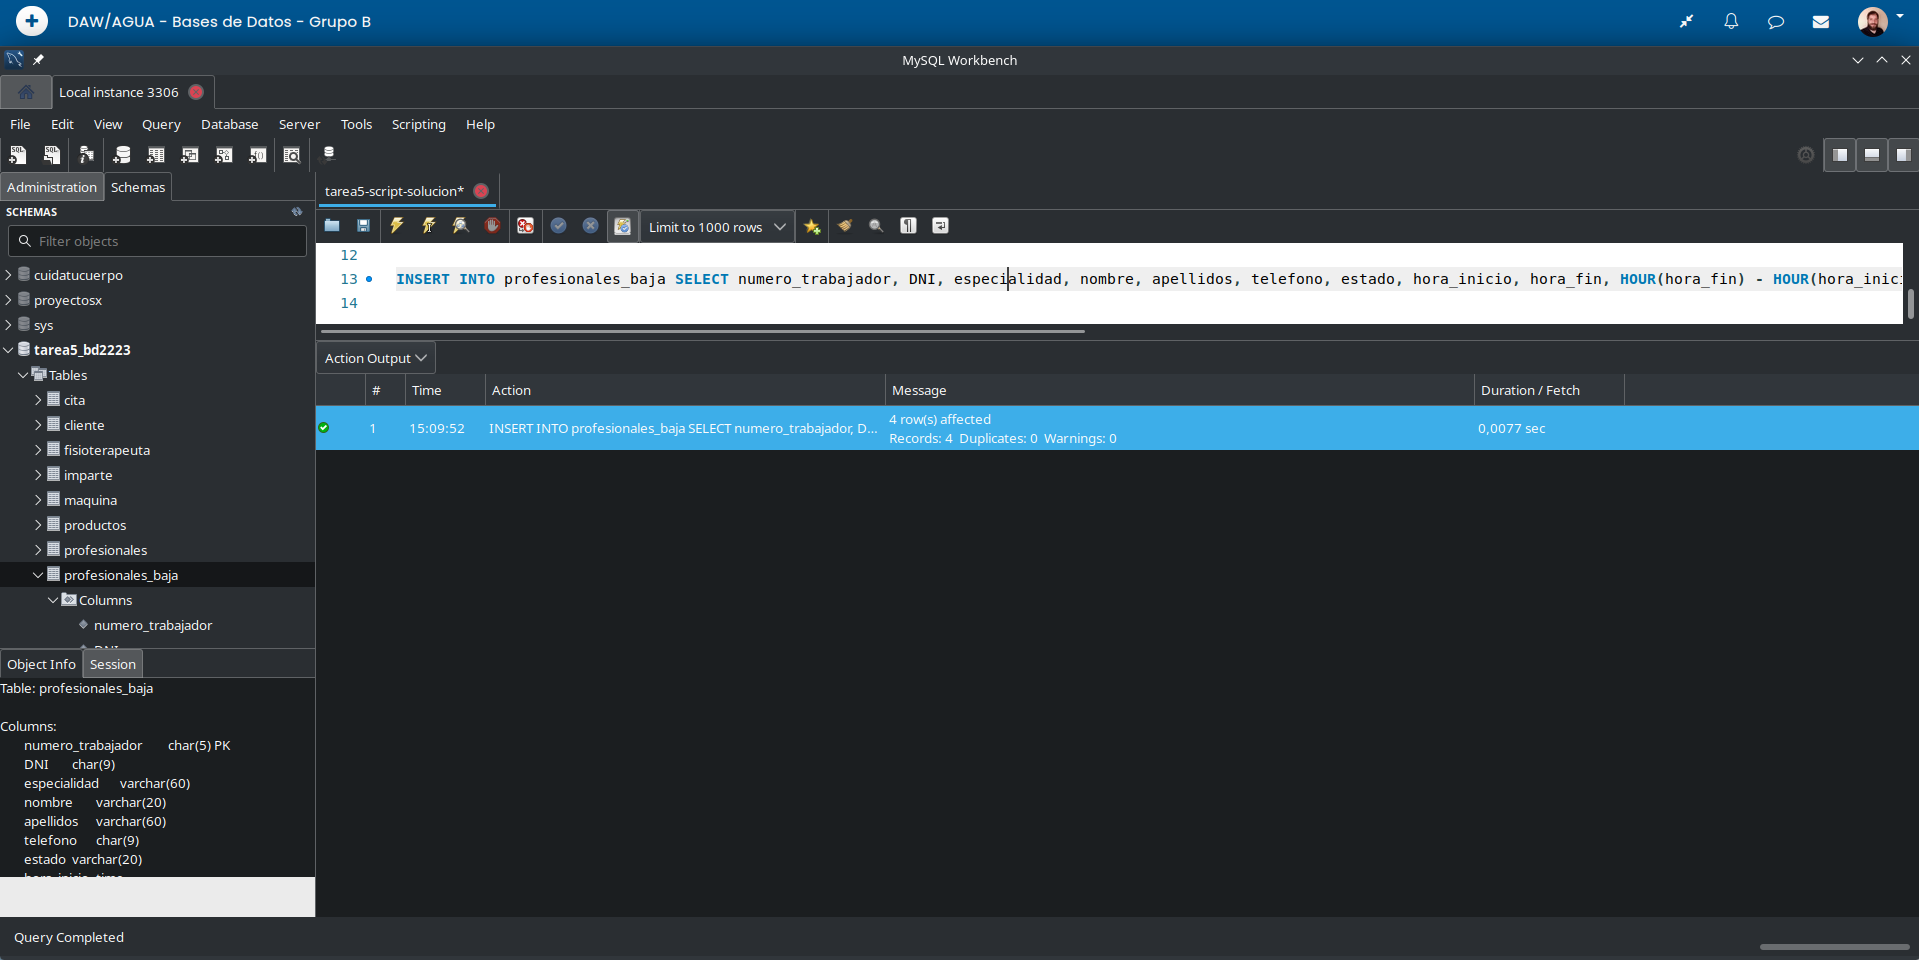 DAW/AGUA - Bases de Datos - Grupo B
MySQL Workbench
Local instance 3306
File Edit View Query Database Server Tools Scripting Help
Administration Schemas
tarea5-script-solucion*
SCHEMAS
Filter objects
Limit to 1000 rows
cuidatucuerpo
proyectosx
sys
tarea5_bd2223
Tables
cita
cliente
fisioterapeuta
imparte
maquina
productos
profesionales
profesionales_baja
Columns
numero_trabajador
DNI
12
13 INSERT INTO profesionales_baja SELECT numero_trabajador, DNI, especialidad, nombre, apellidos, telefono, estado, hora_inicio, hora_fin, HOUR(hora_fin) - HOUR(hora_inic
14
Action Output
# Time Action Message Duration / Fetch
1 15:09:52 INSERT INTO profesionales_baja SELECT numero_trabajador, D... 4 row(s) affected
Records: 4 Duplicates: 0 Warnings: 0 0,0077 sec
Object Info Session
Table: profesionales_baja
Columns:
numero_trabajador char(5) PK
DNI char(9)
especialidad varchar(60)
nombre varchar(20)
apellidos varchar(60)
telefono char(9)
estado varchar(20)
hora_inicio time
Query Completed